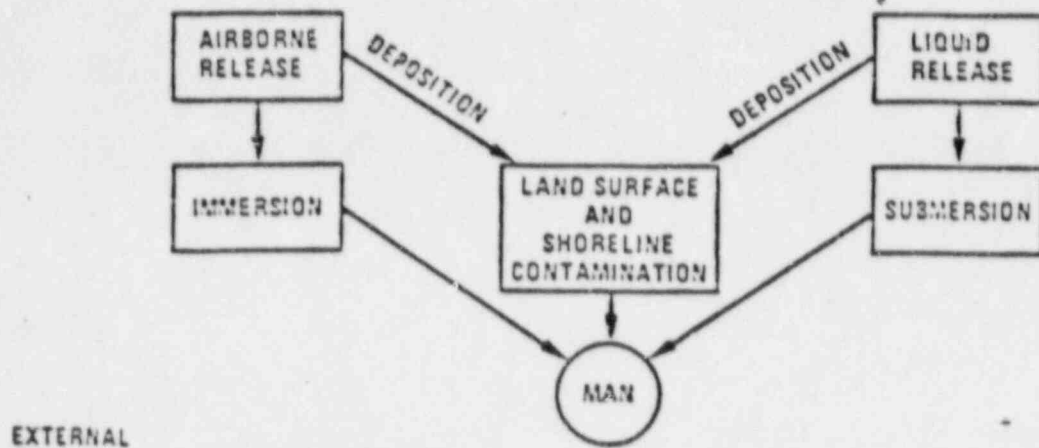 AIRBORNE
RELEASE
DEPOSITION
DEPOSITION
LIQUID
RELEASE
IMMERSION
LAND SURFACE
AND
SHORELINE
CONTAMINATION
SUBMERSION
MAN
EXTERNAL